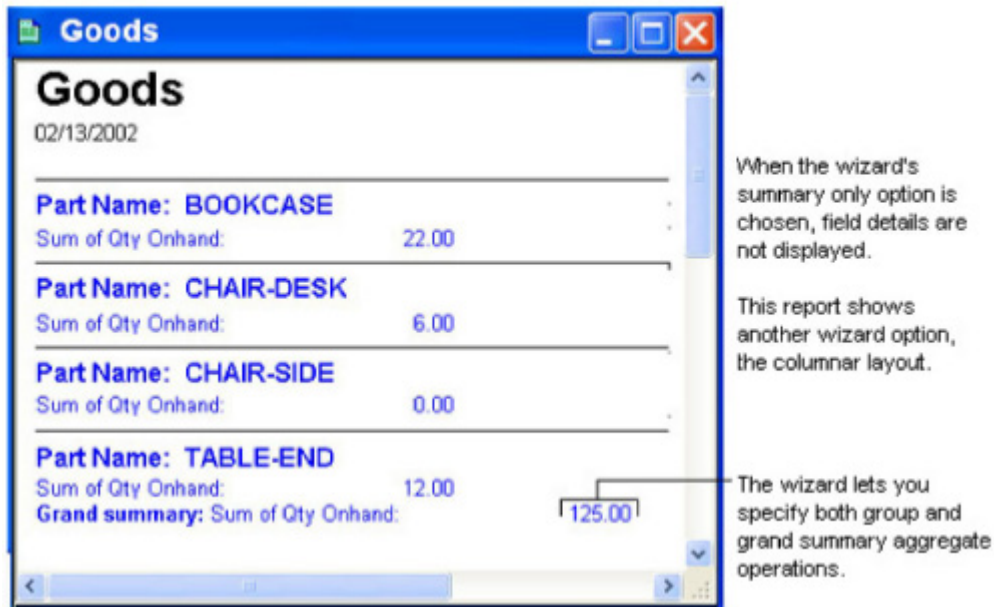 Goods
Goods
02/13/2002
Part Name: BOOKCASE
Sum of Qty Onhand: 22.00
Part Name: CHAIR-DESK
Sum of Qty Onhand: 6.00
Part Name: CHAIR-SIDE
Sum of Qty Onhand: 0.00
Part Name: TABLE-END
Sum of Qty Onhand: 12.00
Grand summary: Sum of Qty Onhand: 125.00
When the wizard's
summary only option is
chosen, field details are
not displayed.
This report shows
another wizard option,
the columnar layout.
The wizard lets you
specify both group and
grand summary aggregate
operations.